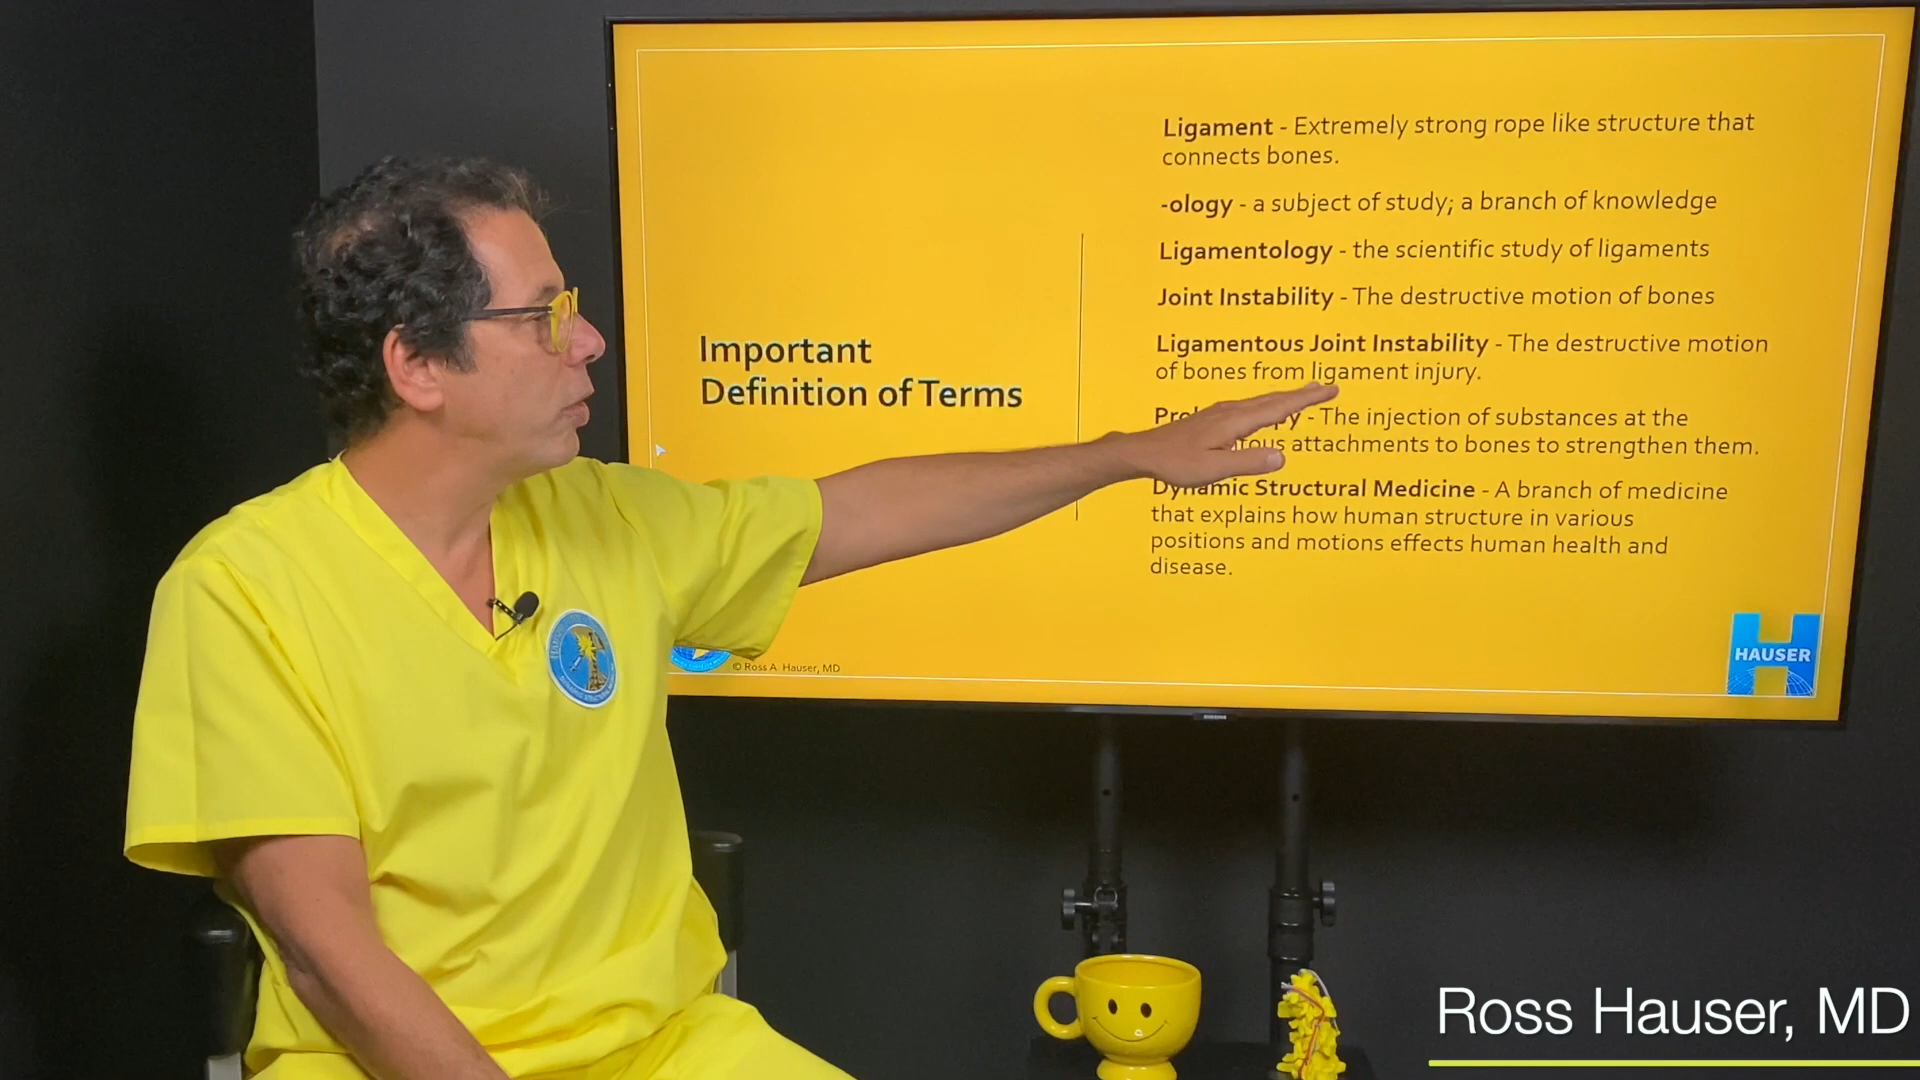 Important
Definition of Terms
Ligament - Extremely strong rope like structure that
connects bones.
-ology - a subject of study; a branch of knowledge
Ligamentology - the scientific study of ligaments
Joint Instability - The destructive motion of bones
Ligamentous Joint Instability - The destructive motion
of bones from ligament injury.
- The injection of substances at the
attachments to bones to strengthen them.
Dynamic Structural Medicine - A branch of medicine
that explains how human structure in various
positions and motions effects human health and
disease.
© Ross A. Hauser, MD
HAUSER
SAMSUNG
Ross Hauser, MD